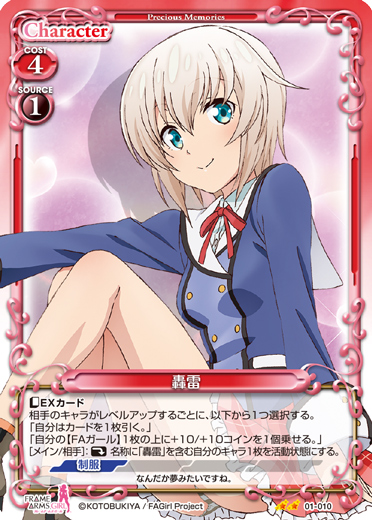 Precious Memories
Character
COST
4
SOURCE
1
轟雷
EXカード
相手のキャラがレベルアップするごとに、以下から1つ選択する。
「自分はカードを1枚引く。」
「自分の【FAガール】1枚の上に+10/+10コインを1個乗せる。」
[メイン/相手]: 名称に「轟雷」を含む自分のキャラ1枚を活動状態にする。
制服
なんだか夢みたいですね。
FRAME
ARMS GIRL
©KOTOBUKIYA / FAGirl Project
01-010